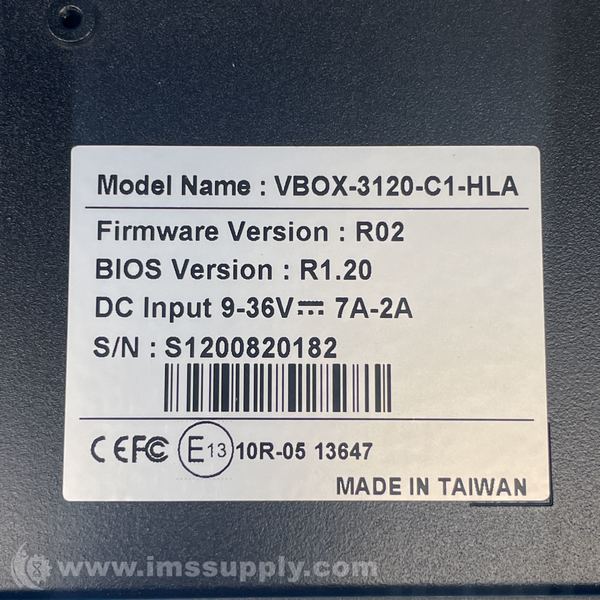 Model Name : VBOX-3120-C1-HLA
Firmware Version : R02
BIOS Version : R1.20
DC Input 9-36V⎓ 7A-2A
S/N : S1200820182
CE FC E13 10R-05 13647
MADE IN TAIWAN
www.imssupply.com